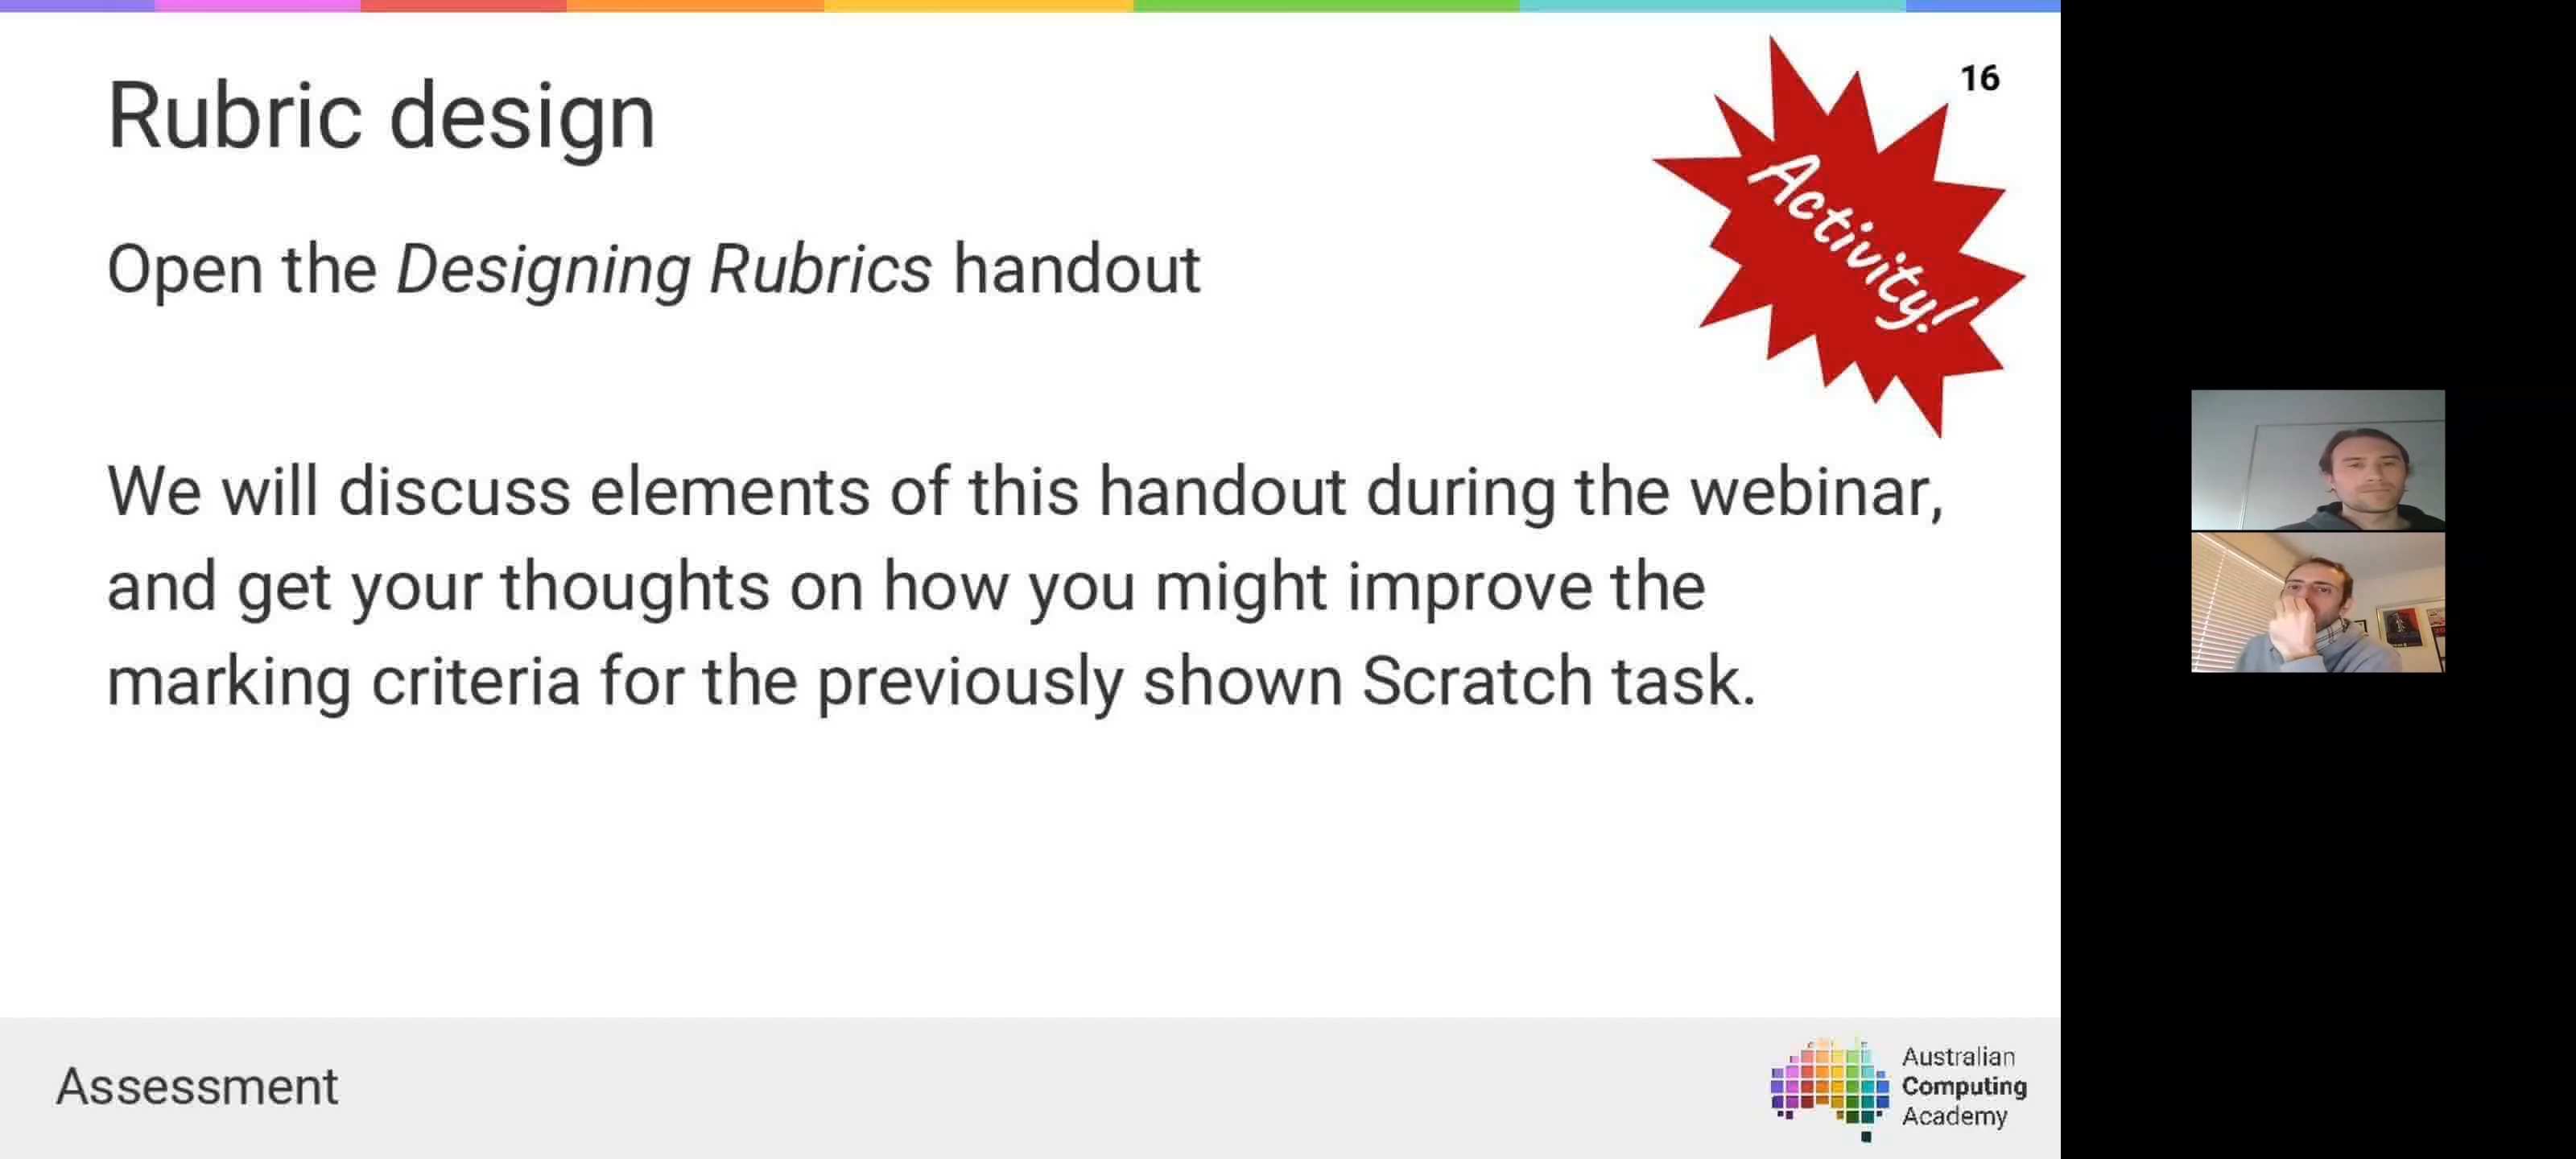 Rubric design
16
Activity!
Open the Designing Rubrics handout
We will discuss elements of this handout during the webinar,
and get your thoughts on how you might improve the
marking criteria for the previously shown Scratch task.
Assessment
Australian
Computing
Academy